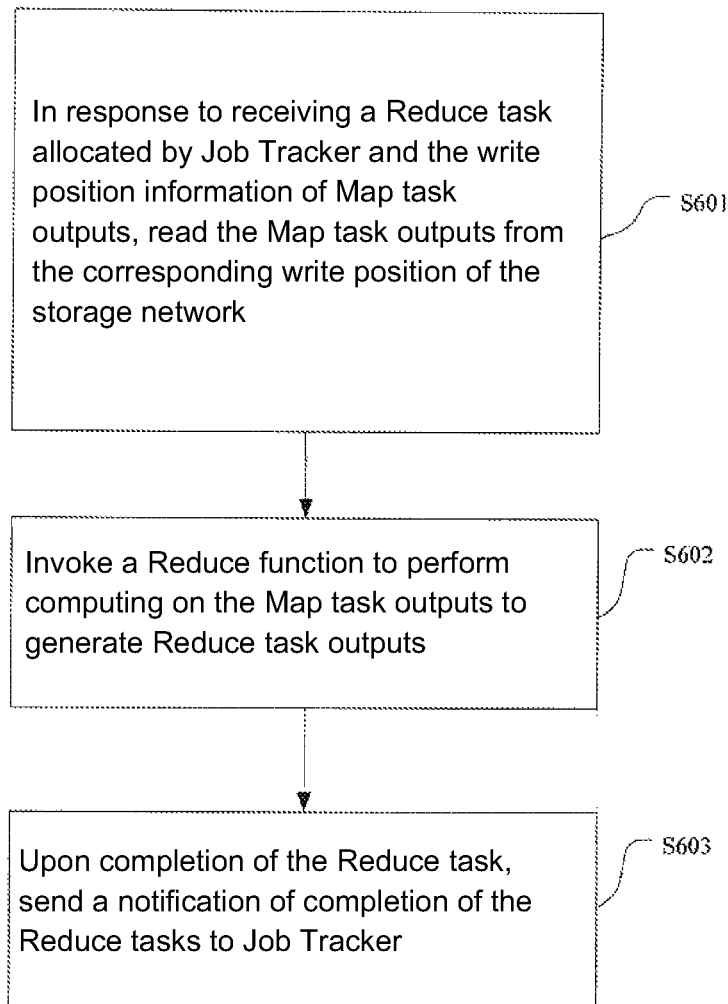 In response to receiving a Reduce task
allocated by Job Tracker and the write
position information of Map task
outputs, read the Map task outputs from
the corresponding write position of the
storage network
S601
Invoke a Reduce function to perform
computing on the Map task outputs to
generate Reduce task outputs
S602
Upon completion of the Reduce task,
send a notification of completion of the
Reduce tasks to Job Tracker
S603